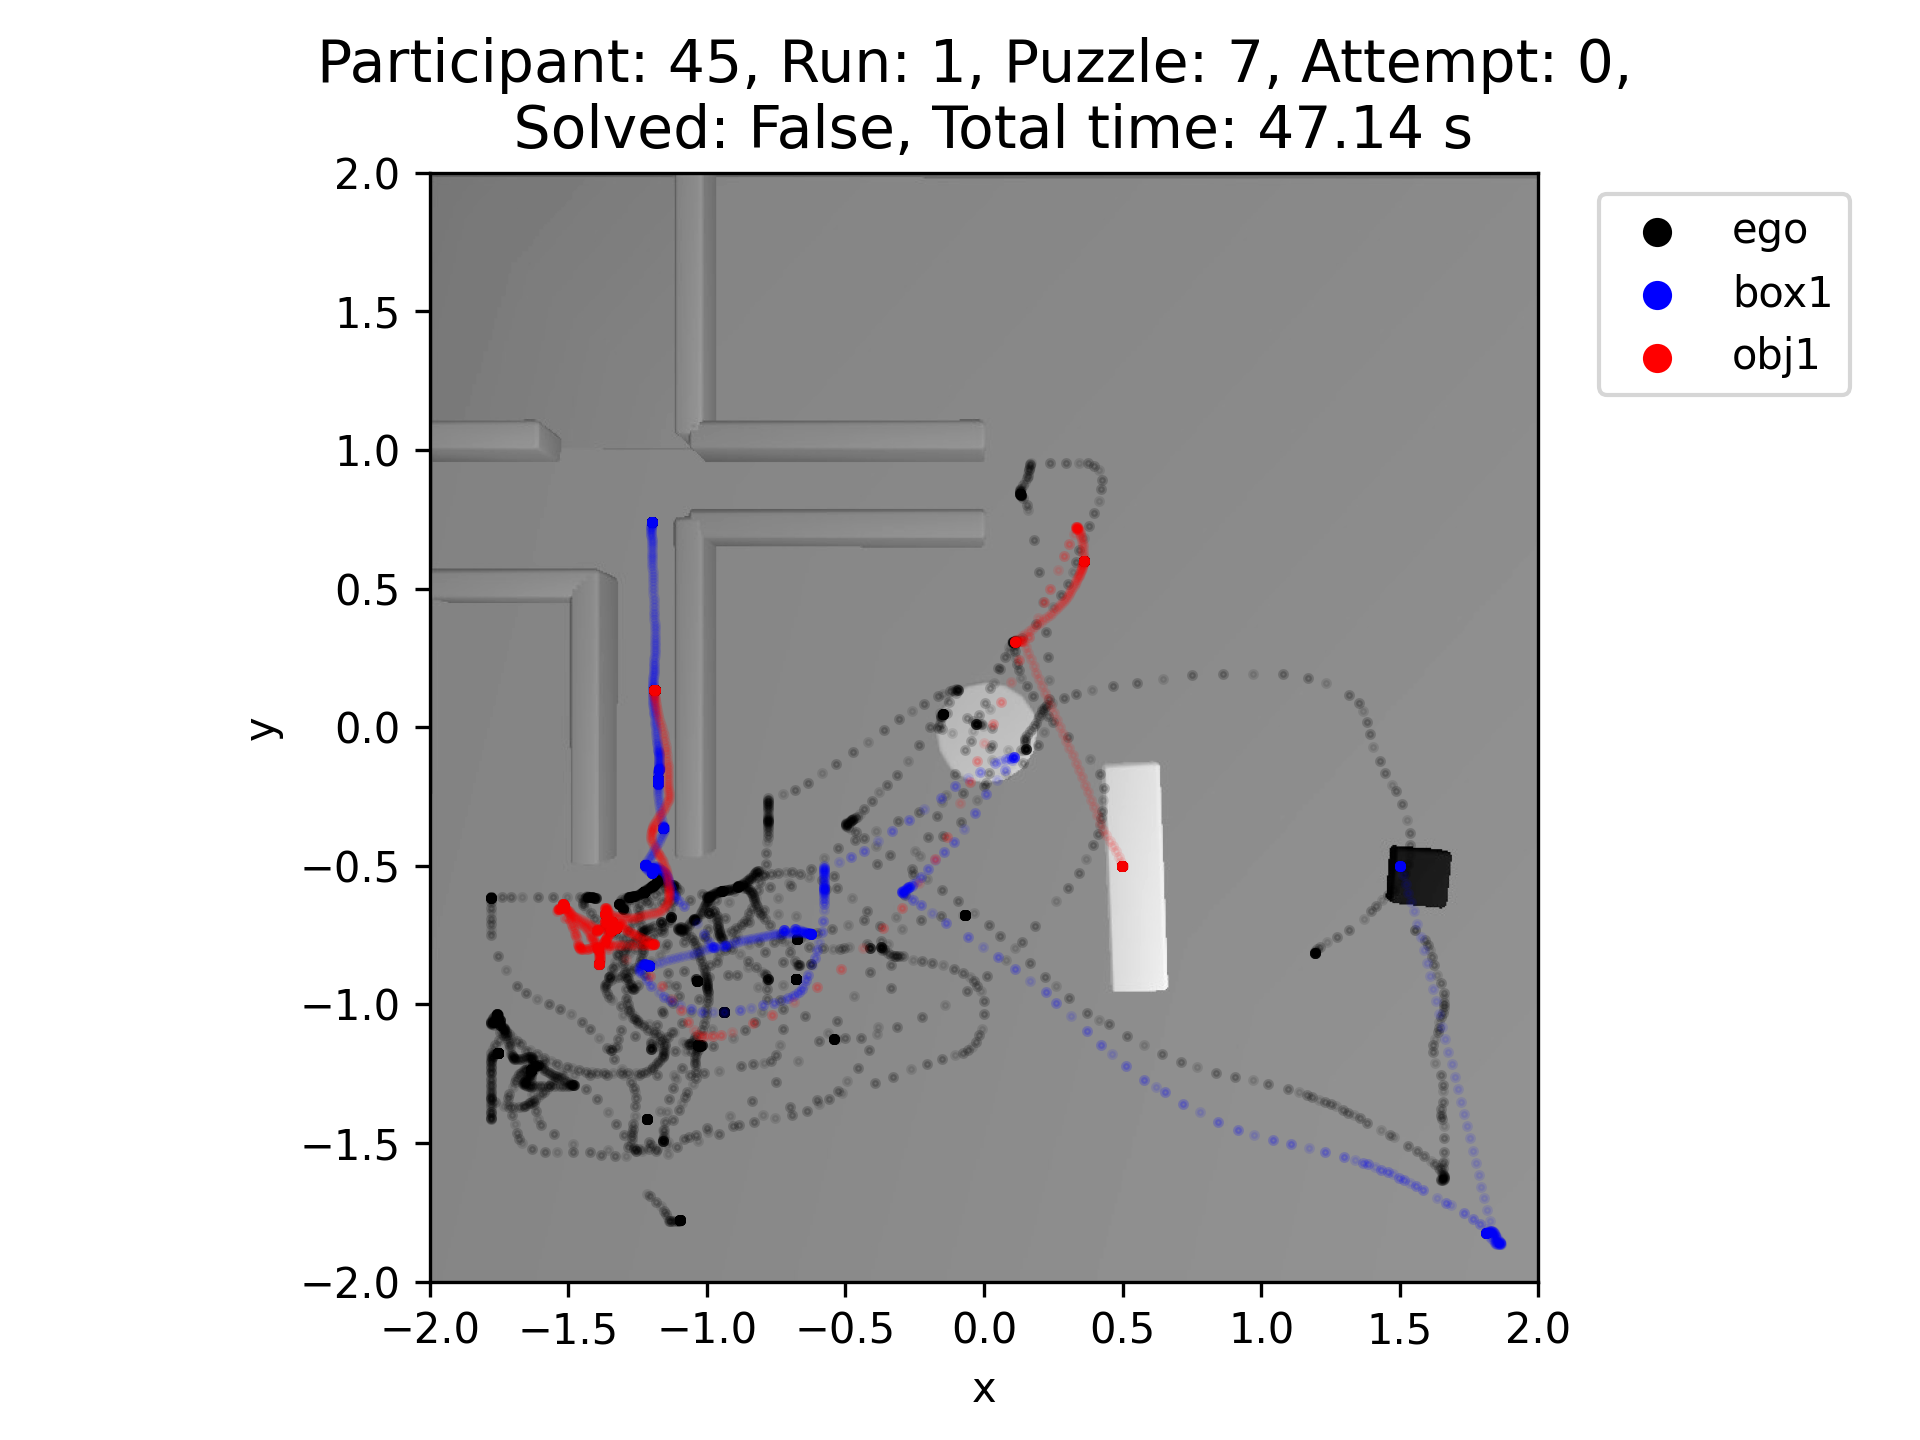 Participant: 45, Run: 1, Puzzle: 7, Attempt: 0,
Solved: False, Total time: 47.14 s
ego
box1
obj1
2.0
1.5
1.0
0.5
0.0
−0.5
−1.0
−1.5
−2.0
y
−2.0 −1.5 −1.0 −0.5 0.0 0.5 1.0 1.5 2.0
x